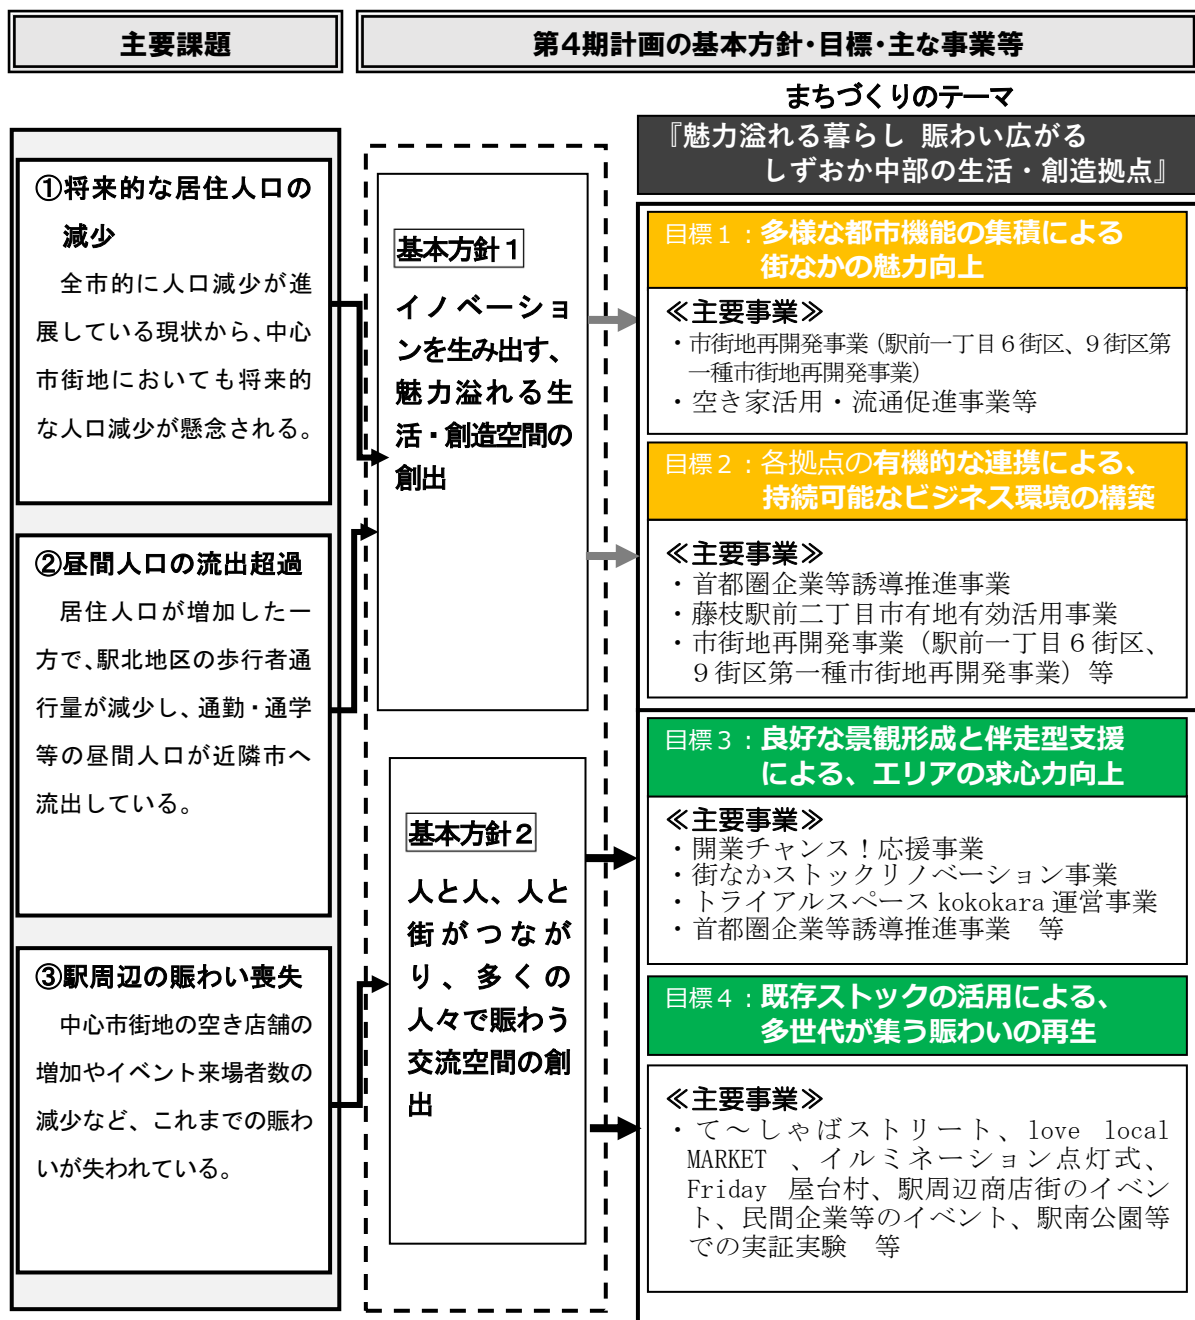 主要課題
第4期計画の基本方針・目標・主な事業等
まちづくりのテーマ
『魅力溢れる暮らし 賑わい広がる
しずおか中部の生活・創造拠点』
①将来的な居住人口の
減少
全市的に人口減少が進
展している現状から、中心
市街地においても将来的
な人口減少が懸念される。
②昼間人口の流出超過
居住人口が増加した一
方で、駅北地区の歩行者通
行量が減少し、通勤・通学
等の昼間人口が近隣市へ
流出している。
③駅周辺の賑わい喪失
中心市街地の空き店舗の
増加やイベント来場者数の
減少など、これまでの賑わ
いが失われている。
基本方針１
イノベーショ
ンを生み出す、
魅力溢れる生
活・創造空間の
創出
基本方針２
人と人、人と
街がつなが
り、多くの
人々で賑わう
交流空間の創
出
目標１：多様な都市機能の集積による
街なかの魅力向上
≪主要事業≫
・市街地再開発事業（駅前一丁目６街区、９街区第
一種市街地再開発事業）
・空き家活用・流通促進事業等
目標２：各拠点の有機的な連携による、
持続可能なビジネス環境の構築
≪主要事業≫
・首都圏企業等誘導推進事業
・藤枝駅前二丁目市有地有効活用事業
・市街地再開発事業（駅前一丁目６街区、
９街区第一種市街地再開発事業）等
目標３：良好な景観形成と伴走型支援
による、エリアの求心力向上
≪主要事業≫
・開業チャンス！応援事業
・街なかストックリノベーション事業
・トライアルスペース kokokara 運営事業
・首都圏企業等誘導推進事業　等
目標４：既存ストックの活用による、
多世代が集う賑わいの再生
≪主要事業≫
・て～しゃばストリート、love local
MARKET 、イルミネーション点灯式、
Friday 屋台村、駅周辺商店街のイベン
ト、民間企業等のイベント、駅南公園等
での実証実験　等